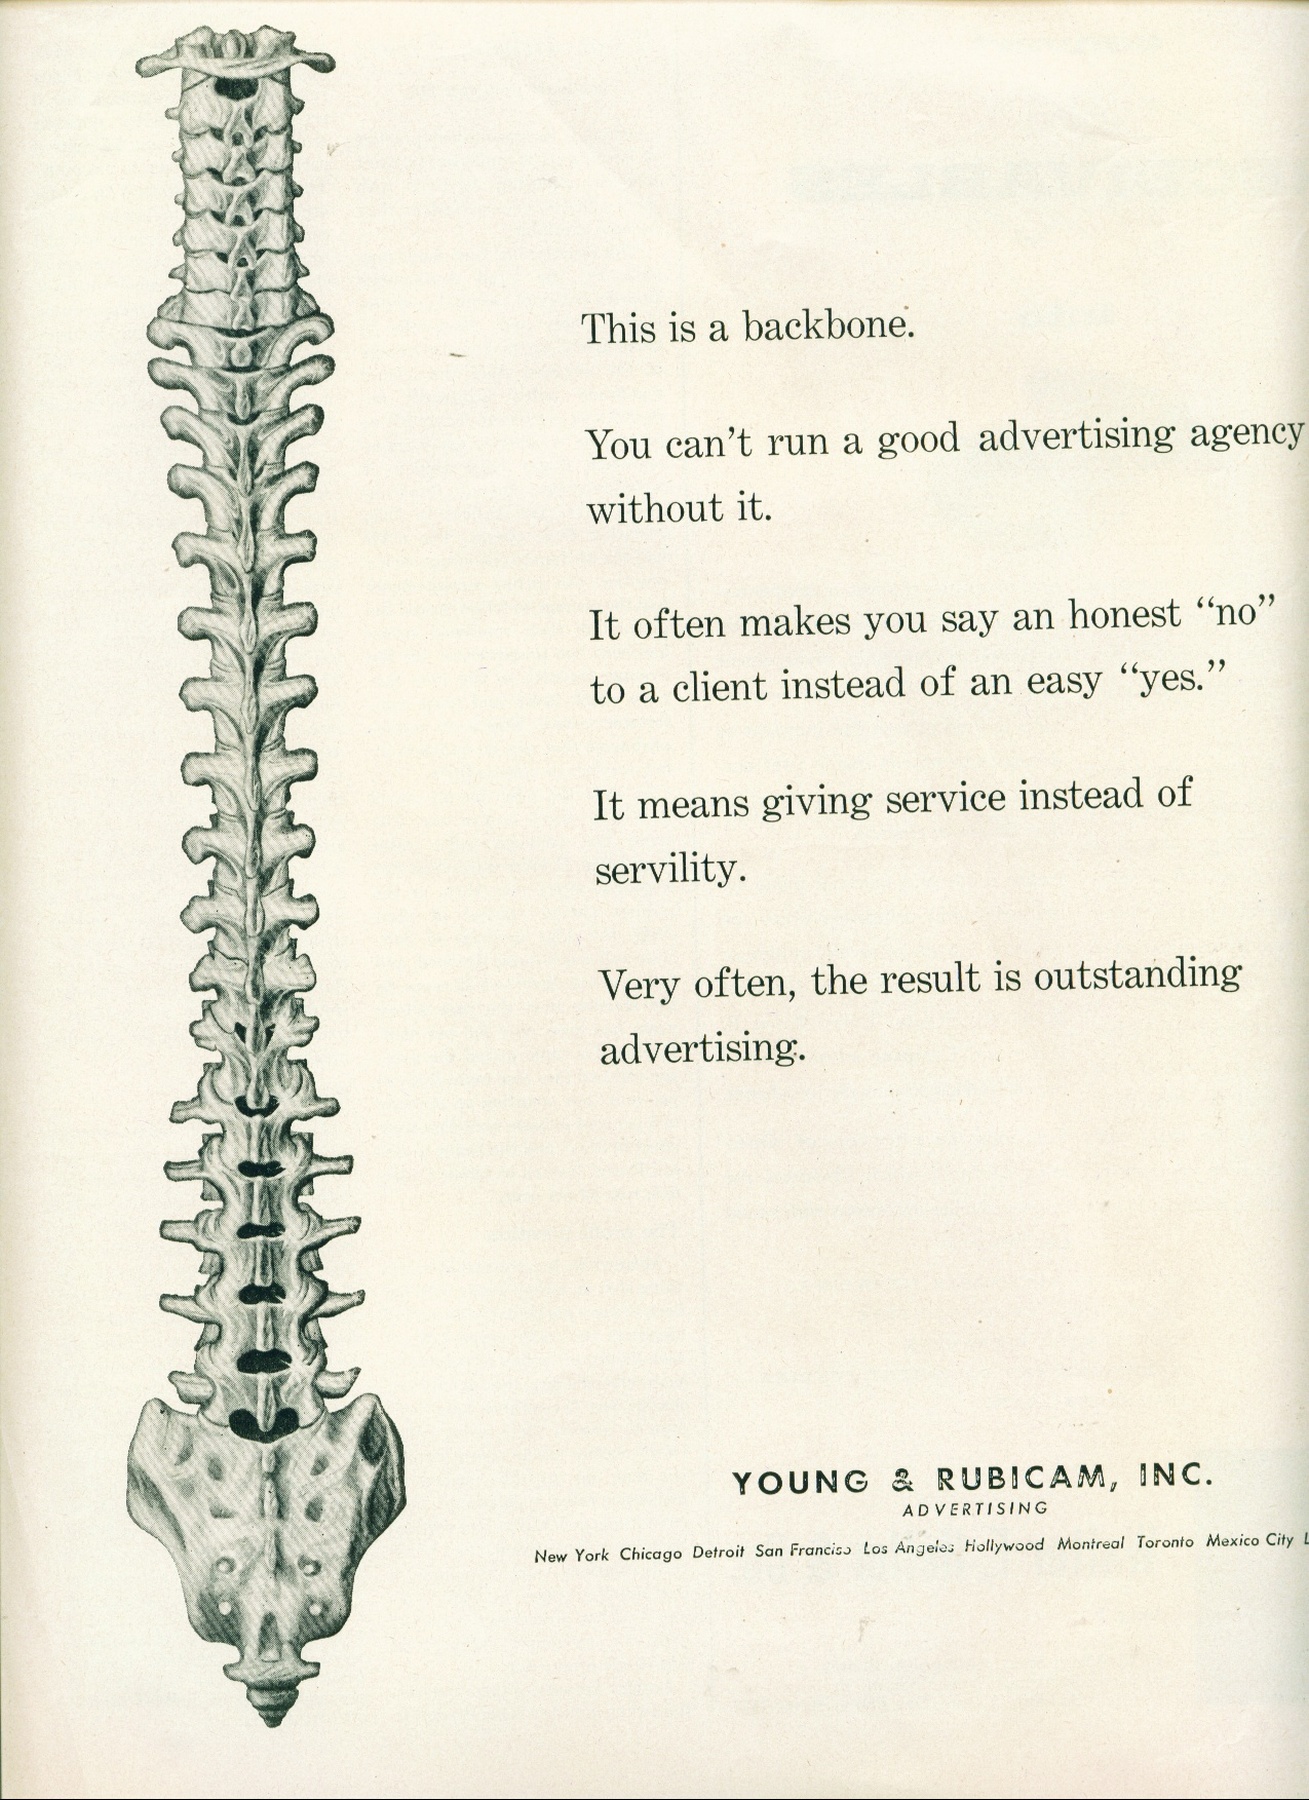 This is a backbone.
You can't run a good advertising agency
without it.
It often makes you say an honest “no”
to a client instead of an easy “yes.”
It means giving service instead of
servility.
Very often, the result is outstanding
advertising.
YOUNG & RUBICAM, INC.
ADVERTISING
New York Chicago Detroit San Francisco Los Angeles Hollywood Montreal Toronto Mexico City